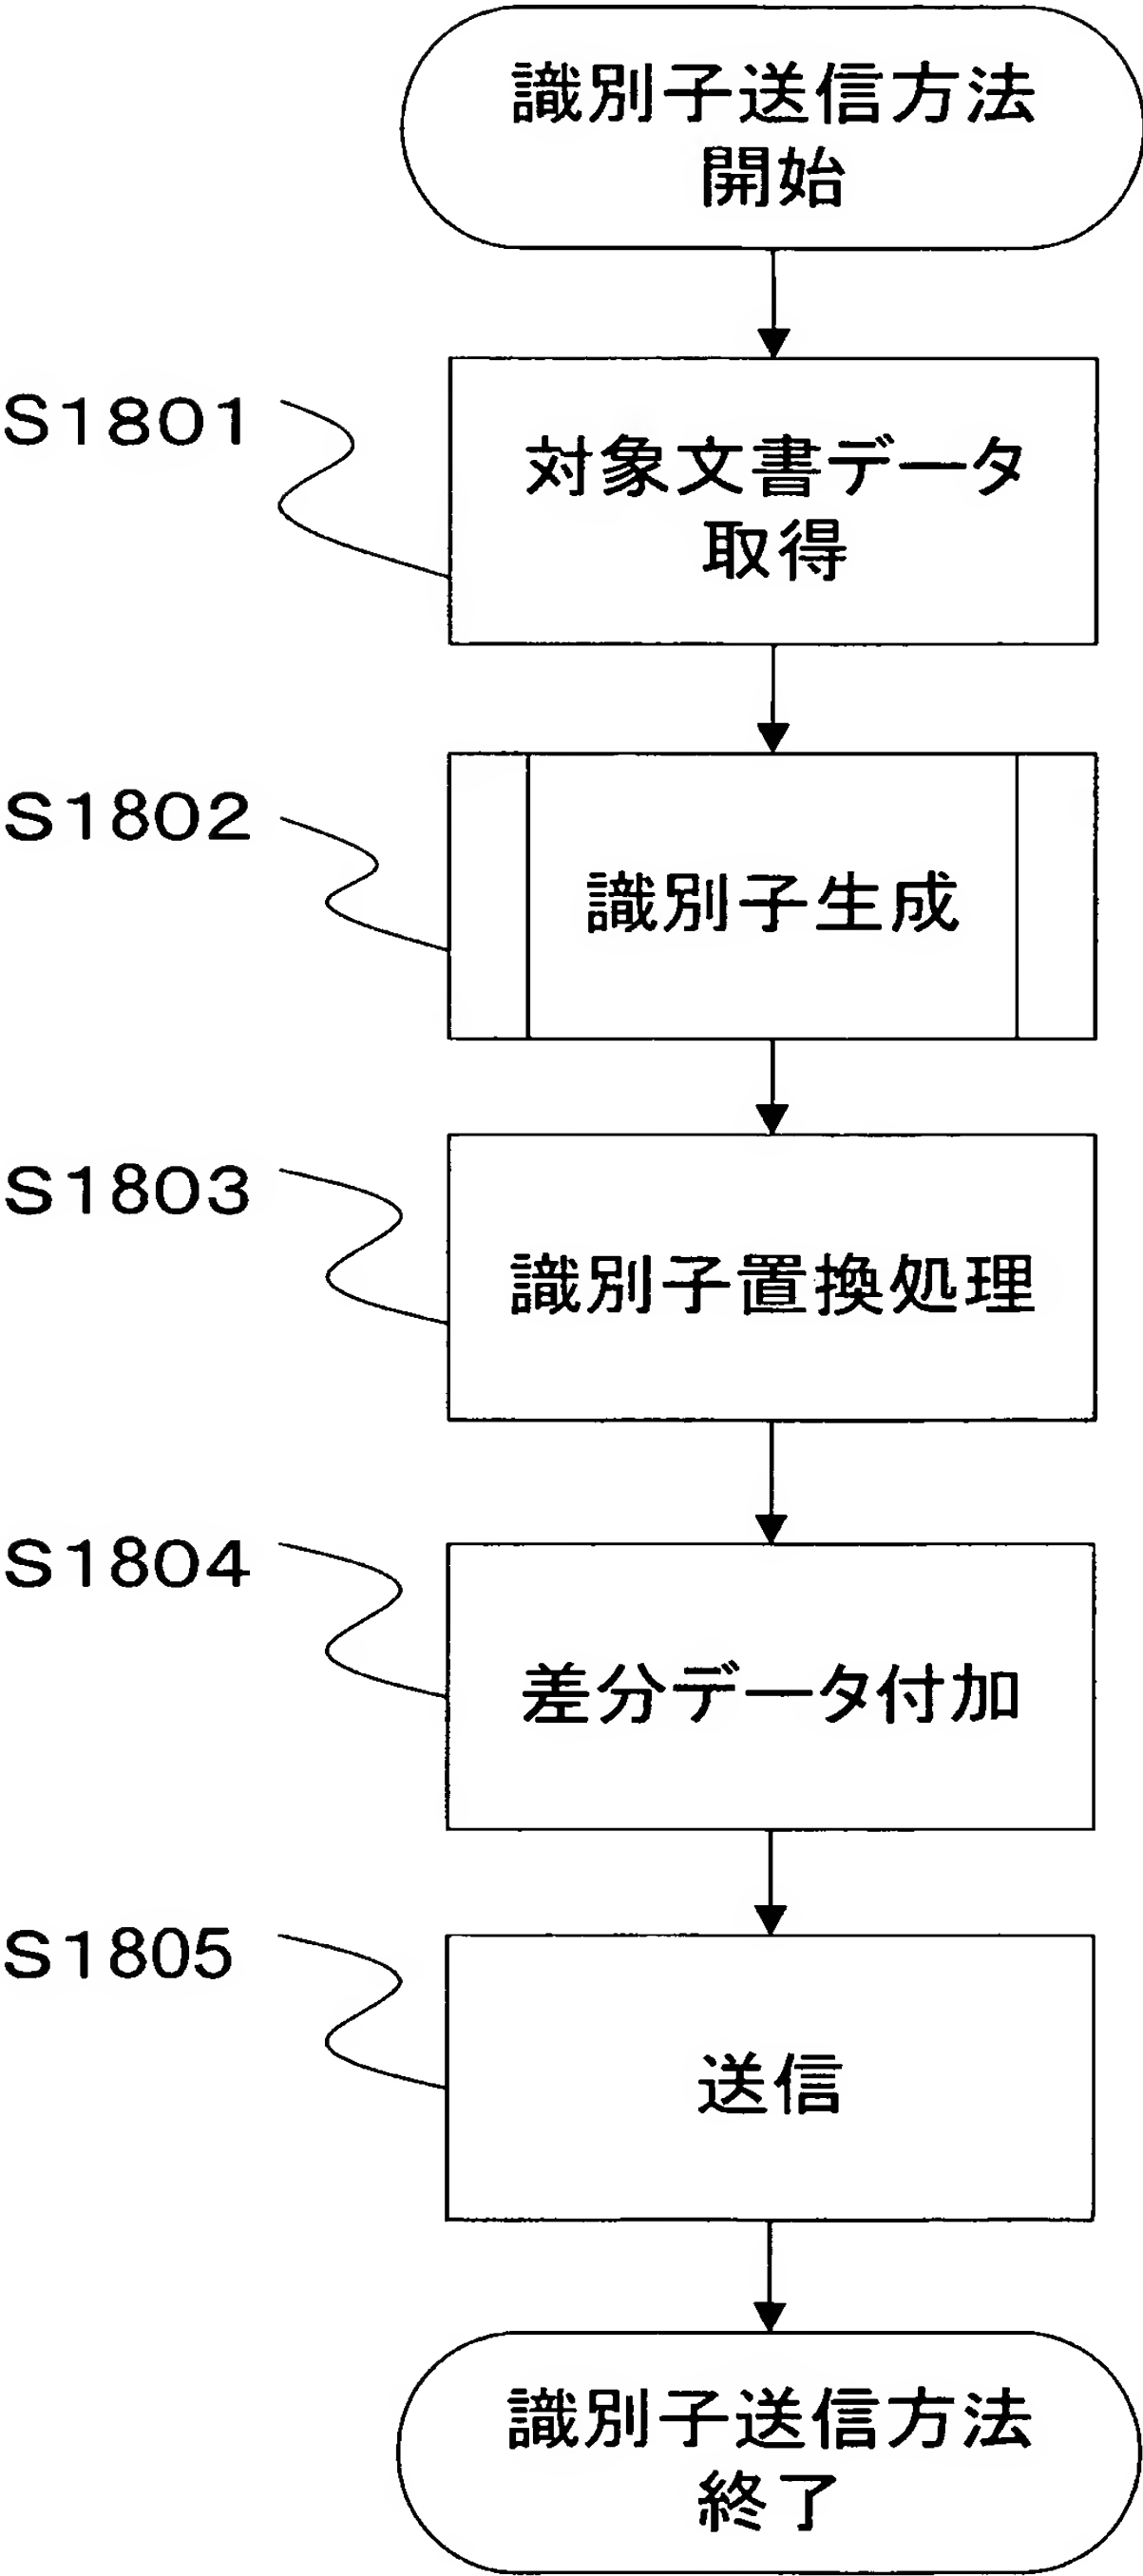 識別子送信方法
開始
S1801
対象文書データ
取得
S1802
識別子生成
S1803
識別子置換処理
S1804
差分データ付加
S1805
送信
識別子送信方法
終了